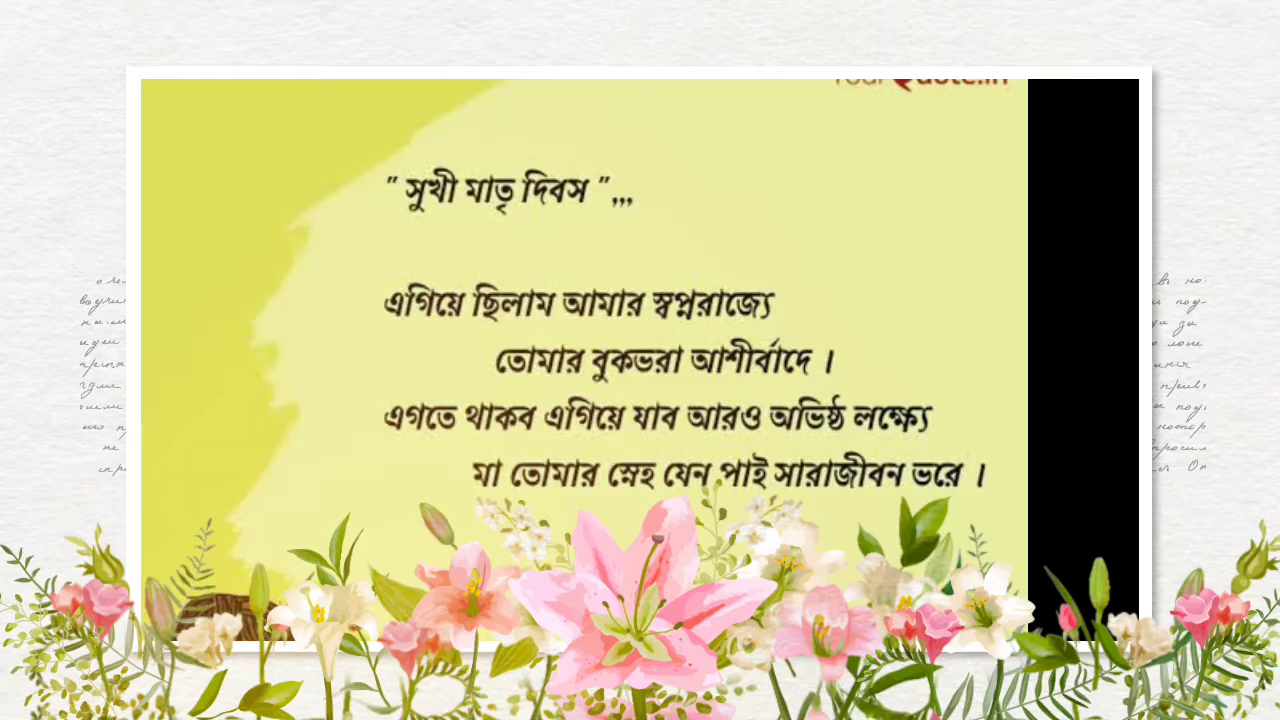 " সুখী মাতৃ দিবস ",,,
এগিয়ে ছিলাম আমার স্বপ্নরাজ্যে
তোমার বুকভরা আশীর্বাদে ।
এগতে থাকব এগিয়ে যাব আরও অভিষ্ঠ লক্ষ্যে
মা তোমার স্নেহ যেন পাই সারাজীবন ভরে ।